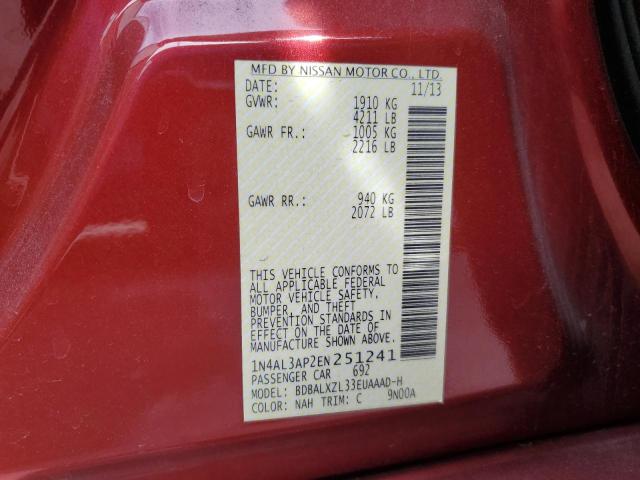 MFD BY NISSAN MOTOR CO., LTD.
DATE: 11/13
GVWR: 1910 KG
4211 LB
GAWR FR.: 1005 KG
2216 LB
GAWR RR.: 940 KG
2072 LB
THIS VEHICLE CONFORMS TO
ALL APPLICABLE FEDERAL
MOTOR VEHICLE SAFETY,
BUMPER, AND THEFT
PREVENTION STANDARDS IN
EFFECT ON THE DATE OF
MANUFACTURE SHOWN ABOVE.
1N4AL3AP2EN251241
PASSENGER CAR 692
MODEL: BDBALXZL33EUAAAD-H
COLOR: NAH TRIM: C 9N00A